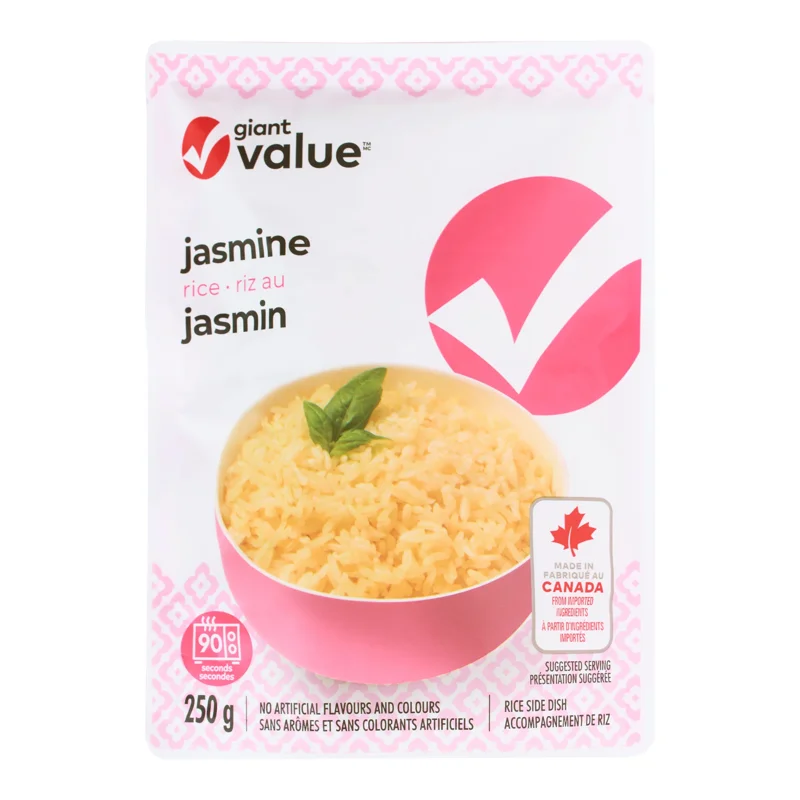 giant
value™
MC
jasmine
rice • riz au
jasmin
MADE IN
FABRIQUÉ AU
CANADA
FROM IMPORTED
INGREDIENTS
À PARTIR D'INGRÉDIENTS
IMPORTÉS
90
seconds
secondes
SUGGESTED SERVING
PRÉSENTATION SUGGÉRÉE
250 g
NO ARTIFICIAL FLAVOURS AND COLOURS
SANS ARÔMES ET SANS COLORANTS ARTIFICIELS
RICE SIDE DISH
ACCOMPAGNEMENT DE RIZ